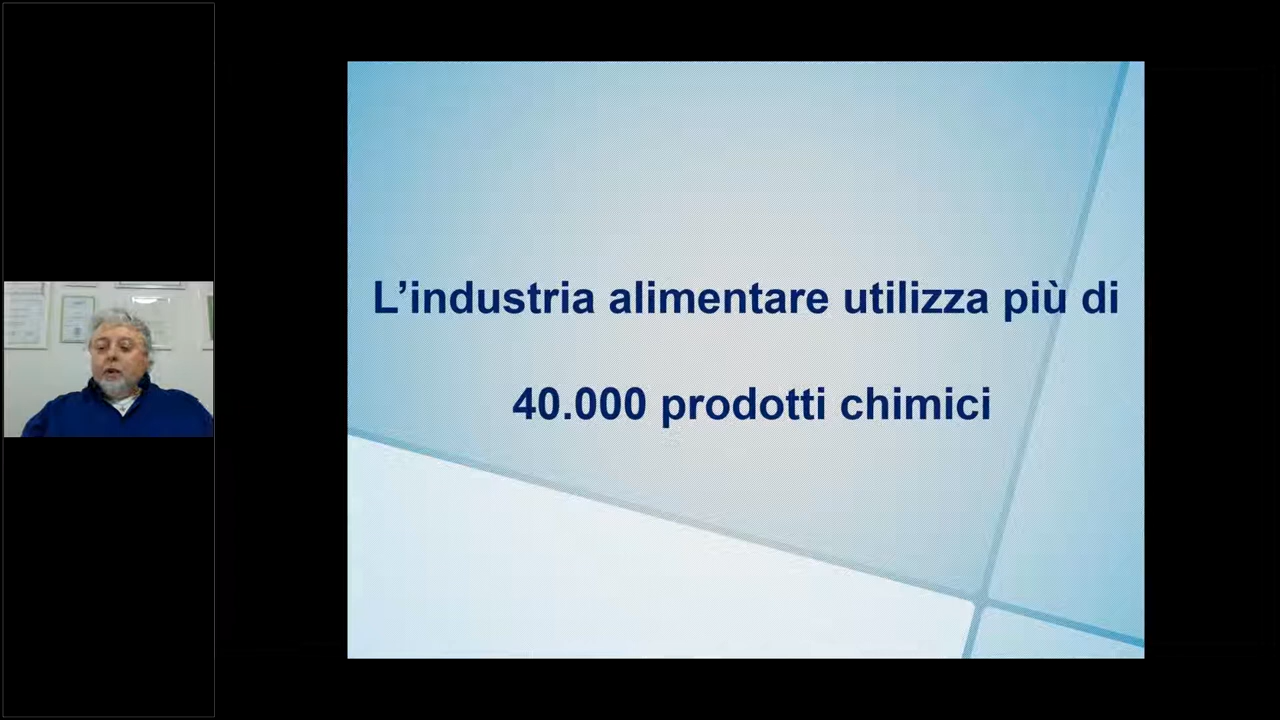 L’industria alimentare utilizza più di
40.000 prodotti chimici